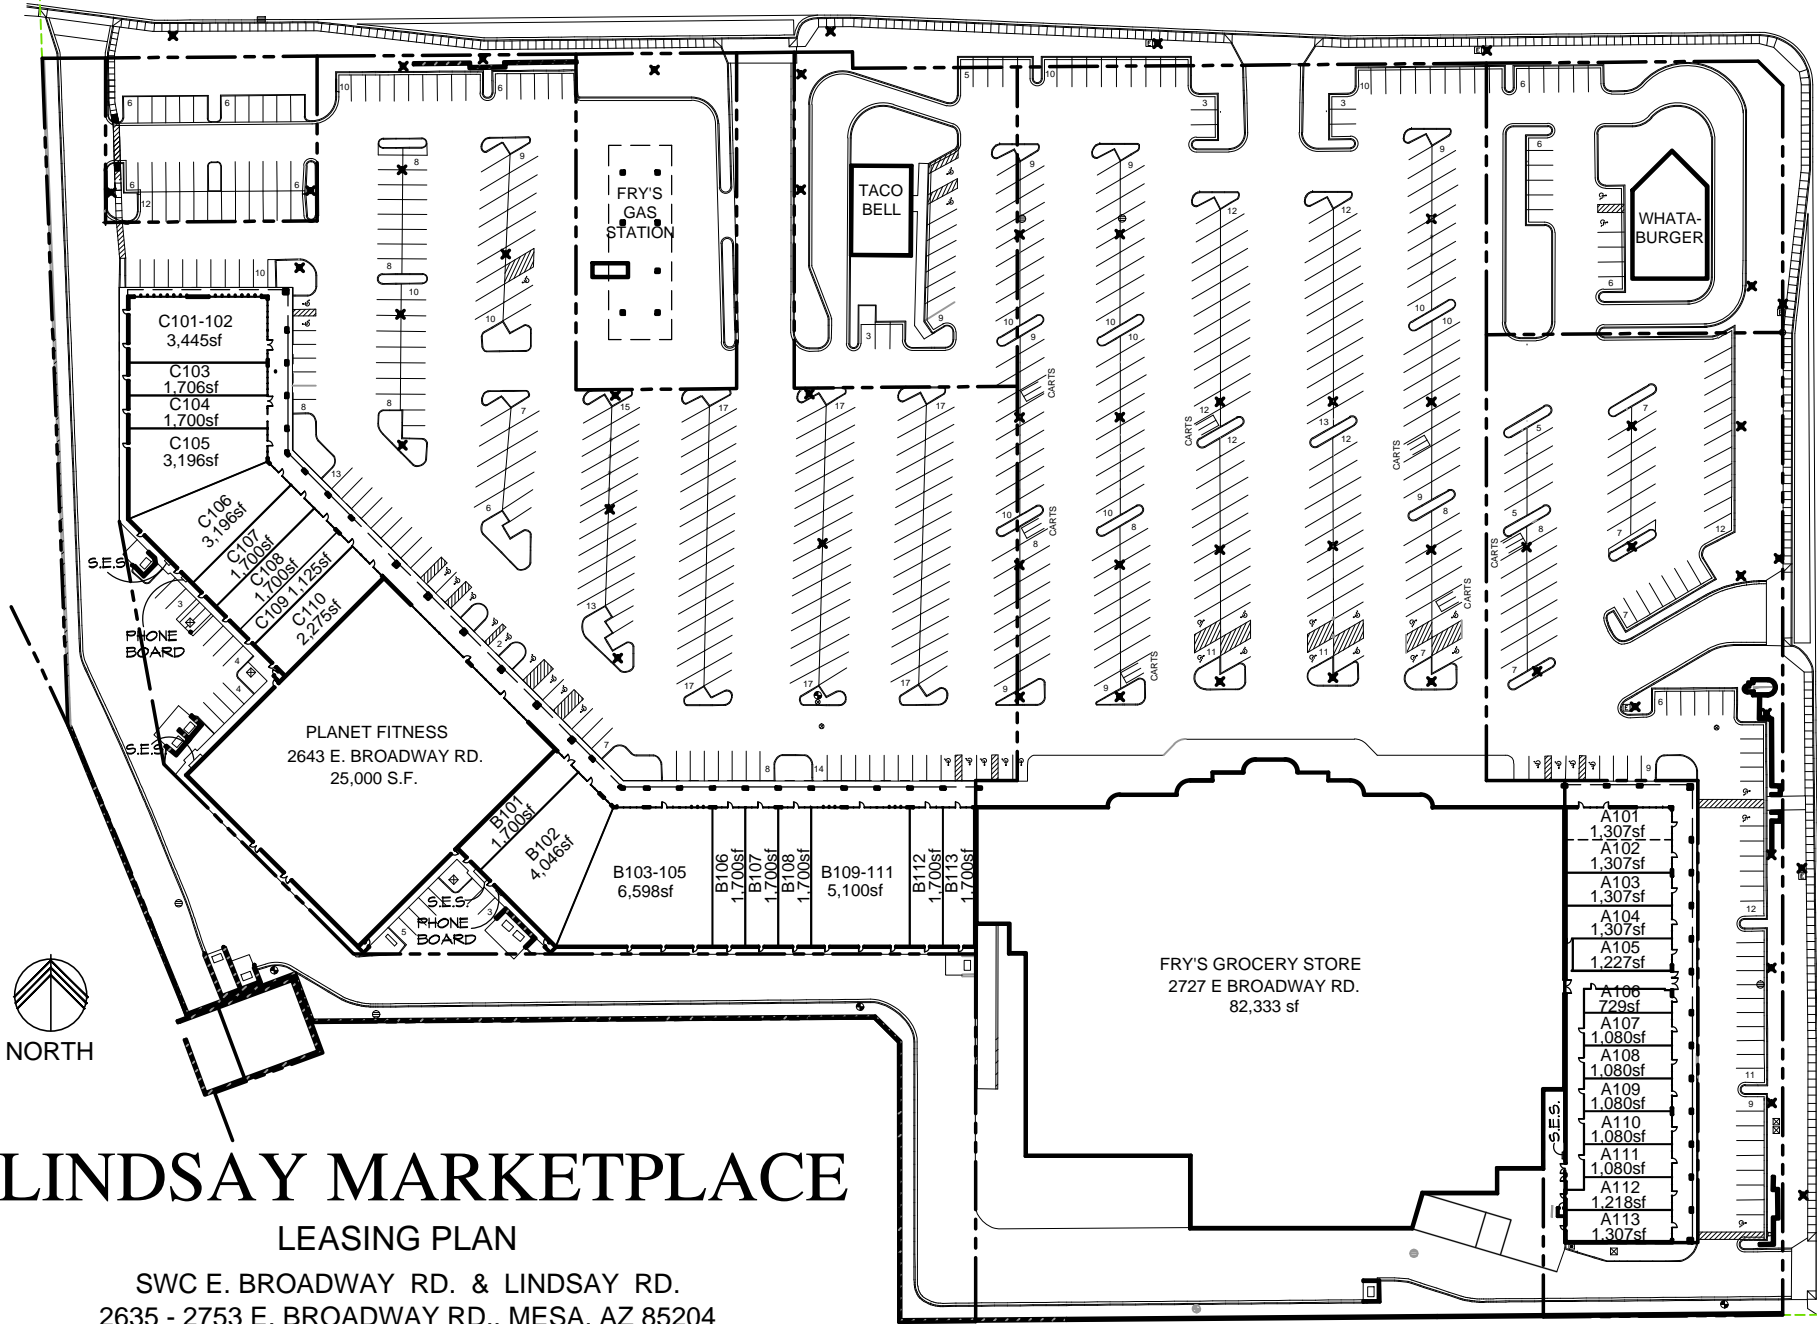 FRY'S
GAS
STATION
TACO
BELL
WHATA-
BURGER
C101-102
3,445sf
C103
1,706sf
C104
1,700sf
C105
3,196sf
C106
3,196sf
C107
1,700sf
C108
1,700sf
C109 1,125sf
C110
2,275sf
S.E.S.
PHONE
BOARD
S.E.S.
PLANET FITNESS
2643 E. BROADWAY RD.
25,000 S.F.
B101
1,700sf
B102
4,046sf
S.E.S.
PHONE
BOARD
B103-105
6,598sf
B106
1,700sf
B107
1,700sf
B108
1,700sf
B109-111
5,100sf
B112
1,700sf
B113
1,700sf
CARTS
CARTS
CARTS
CARTS
CARTS
CARTS
CARTS
FRY'S GROCERY STORE
2727 E BROADWAY RD.
82,333 sf
A101
1,307sf
A102
1,307sf
A103
1,307sf
A104
1,307sf
A105
1,227sf
A106
729sf
A107
1,080sf
A108
1,080sf
A109
1,080sf
A110
1,080sf
A111
1,080sf
A112
1,218sf
A113
1,307sf
S.E.S.
NORTH
LINDSAY MARKETPLACE
LEASING PLAN
SWC E. BROADWAY RD. & LINDSAY RD.
2635 - 2753 E. BROADWAY RD., MESA, AZ 85204